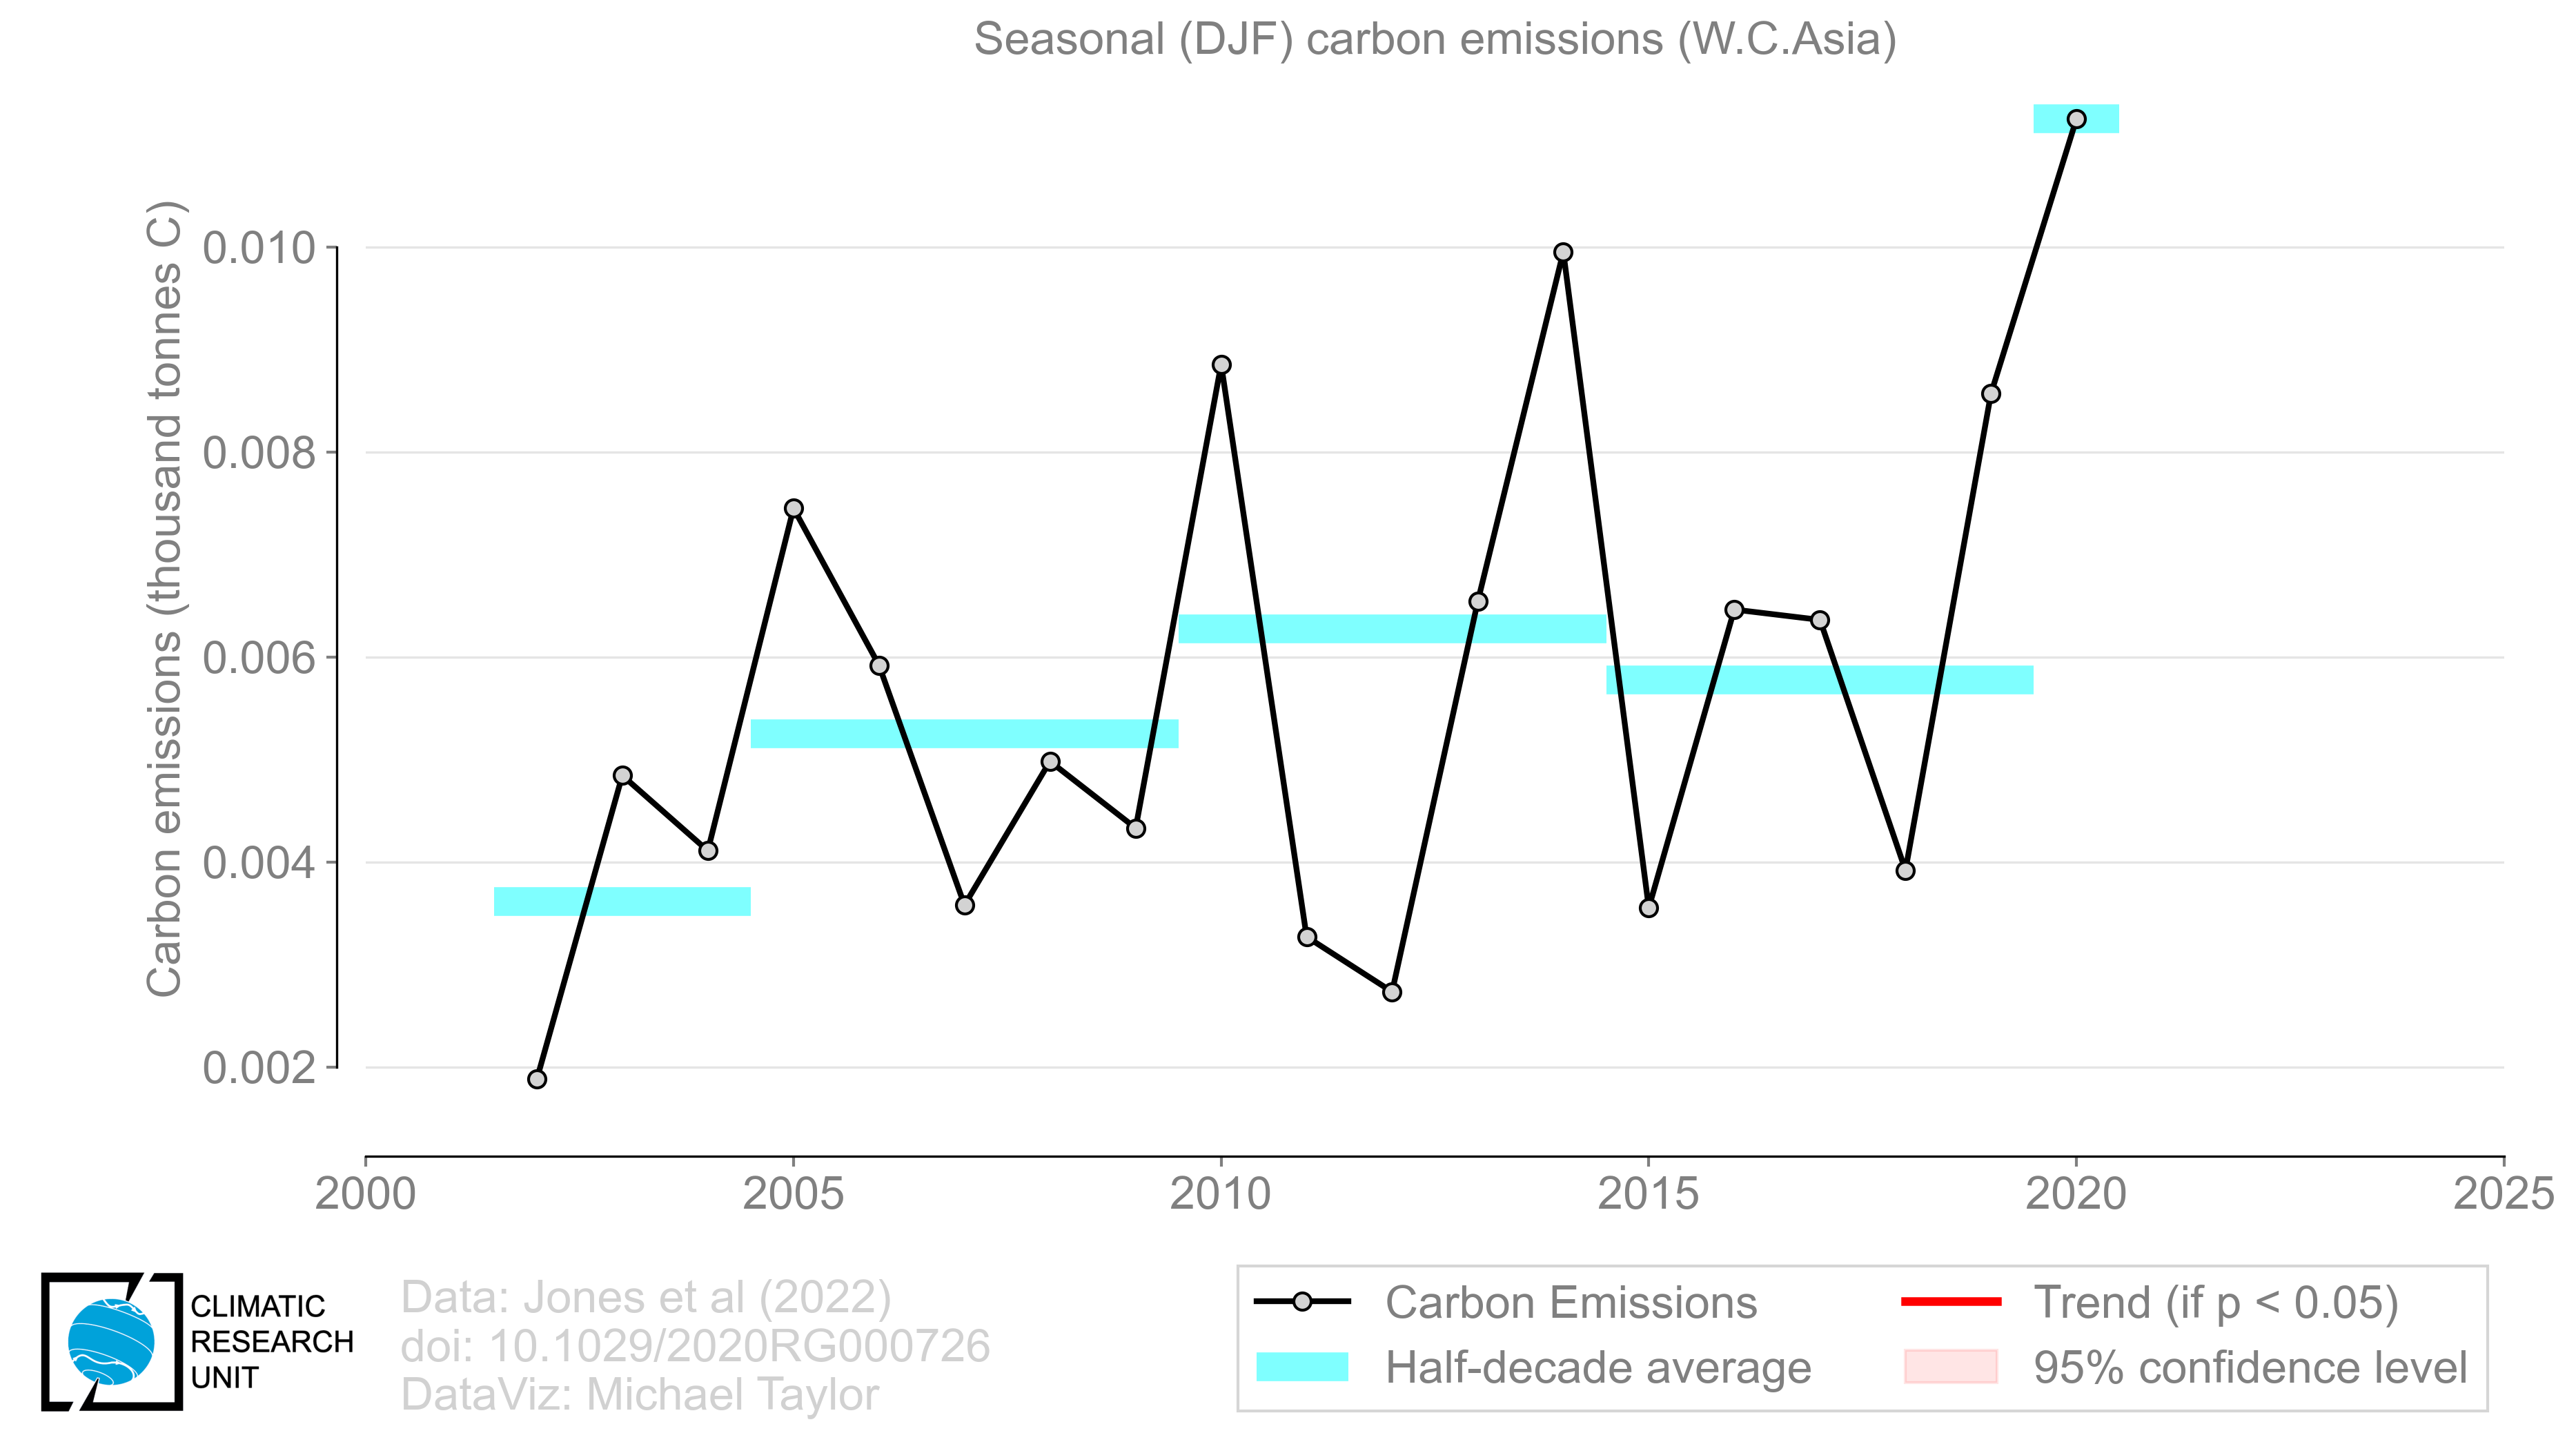 Seasonal (DJF) carbon emissions (W.C.Asia)
Carbon emissions (thousand tonnes C)
0.010
0.008
0.006
0.004
0.002
2000 2005 2010 2015 2020 2025
CLIMATIC
RESEARCH
UNIT
Data: Jones et al (2022)
doi: 10.1029/2020RG000726
DataViz: Michael Taylor
Carbon Emissions
Half-decade average
Trend (if p < 0.05)
95% confidence level